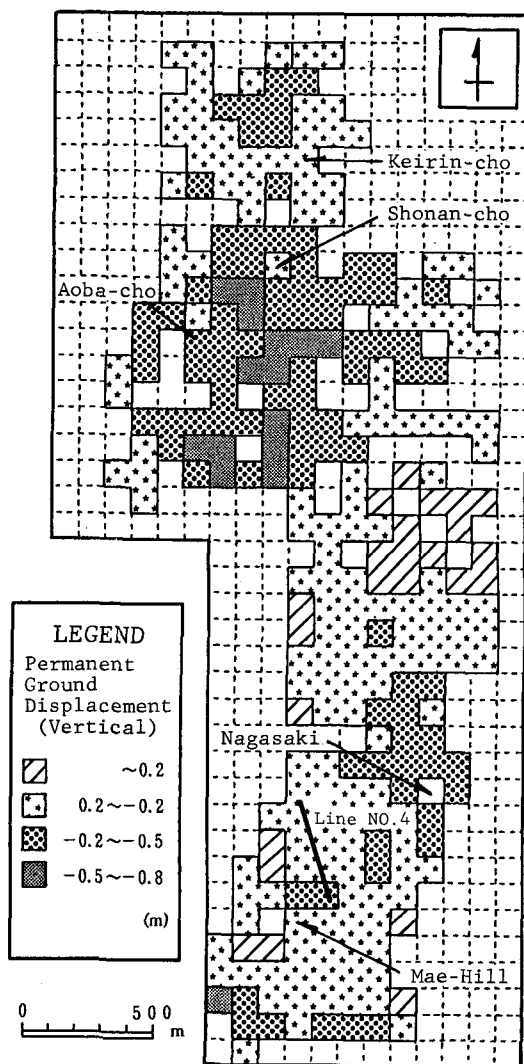 Keirin-cho
Shonan-cho
Aoba-cho
LEGEND
Permanent
Ground
Displacement
(Vertical)
~0.2
0.2~-0.2
-0.2~-0.5
-0.5~-0.8
(m)
Nagasaki
Line NO.4
Mae-Hill
0 500
m